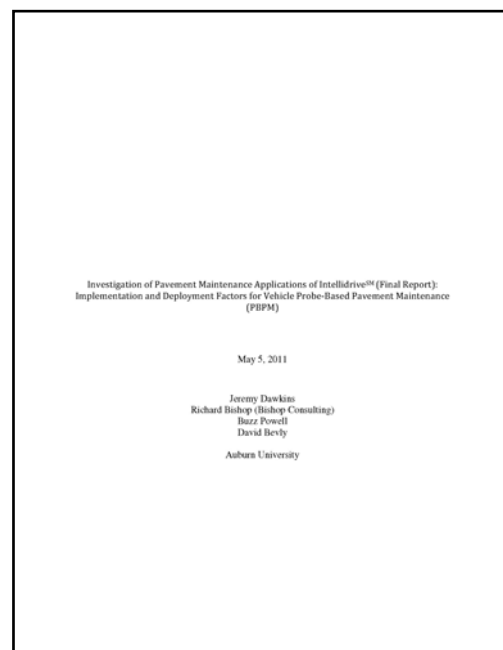 Investigation of Pavement Maintenance Applications of Intellidrive℠ (Final Report):
Implementation and Deployment Factors for Vehicle Probe-Based Pavement Maintenance
(PBPM)
May 5, 2011
Jeremy Dawkins
Richard Bishop (Bishop Consulting)
Buzz Powell
David Bevly
Auburn University